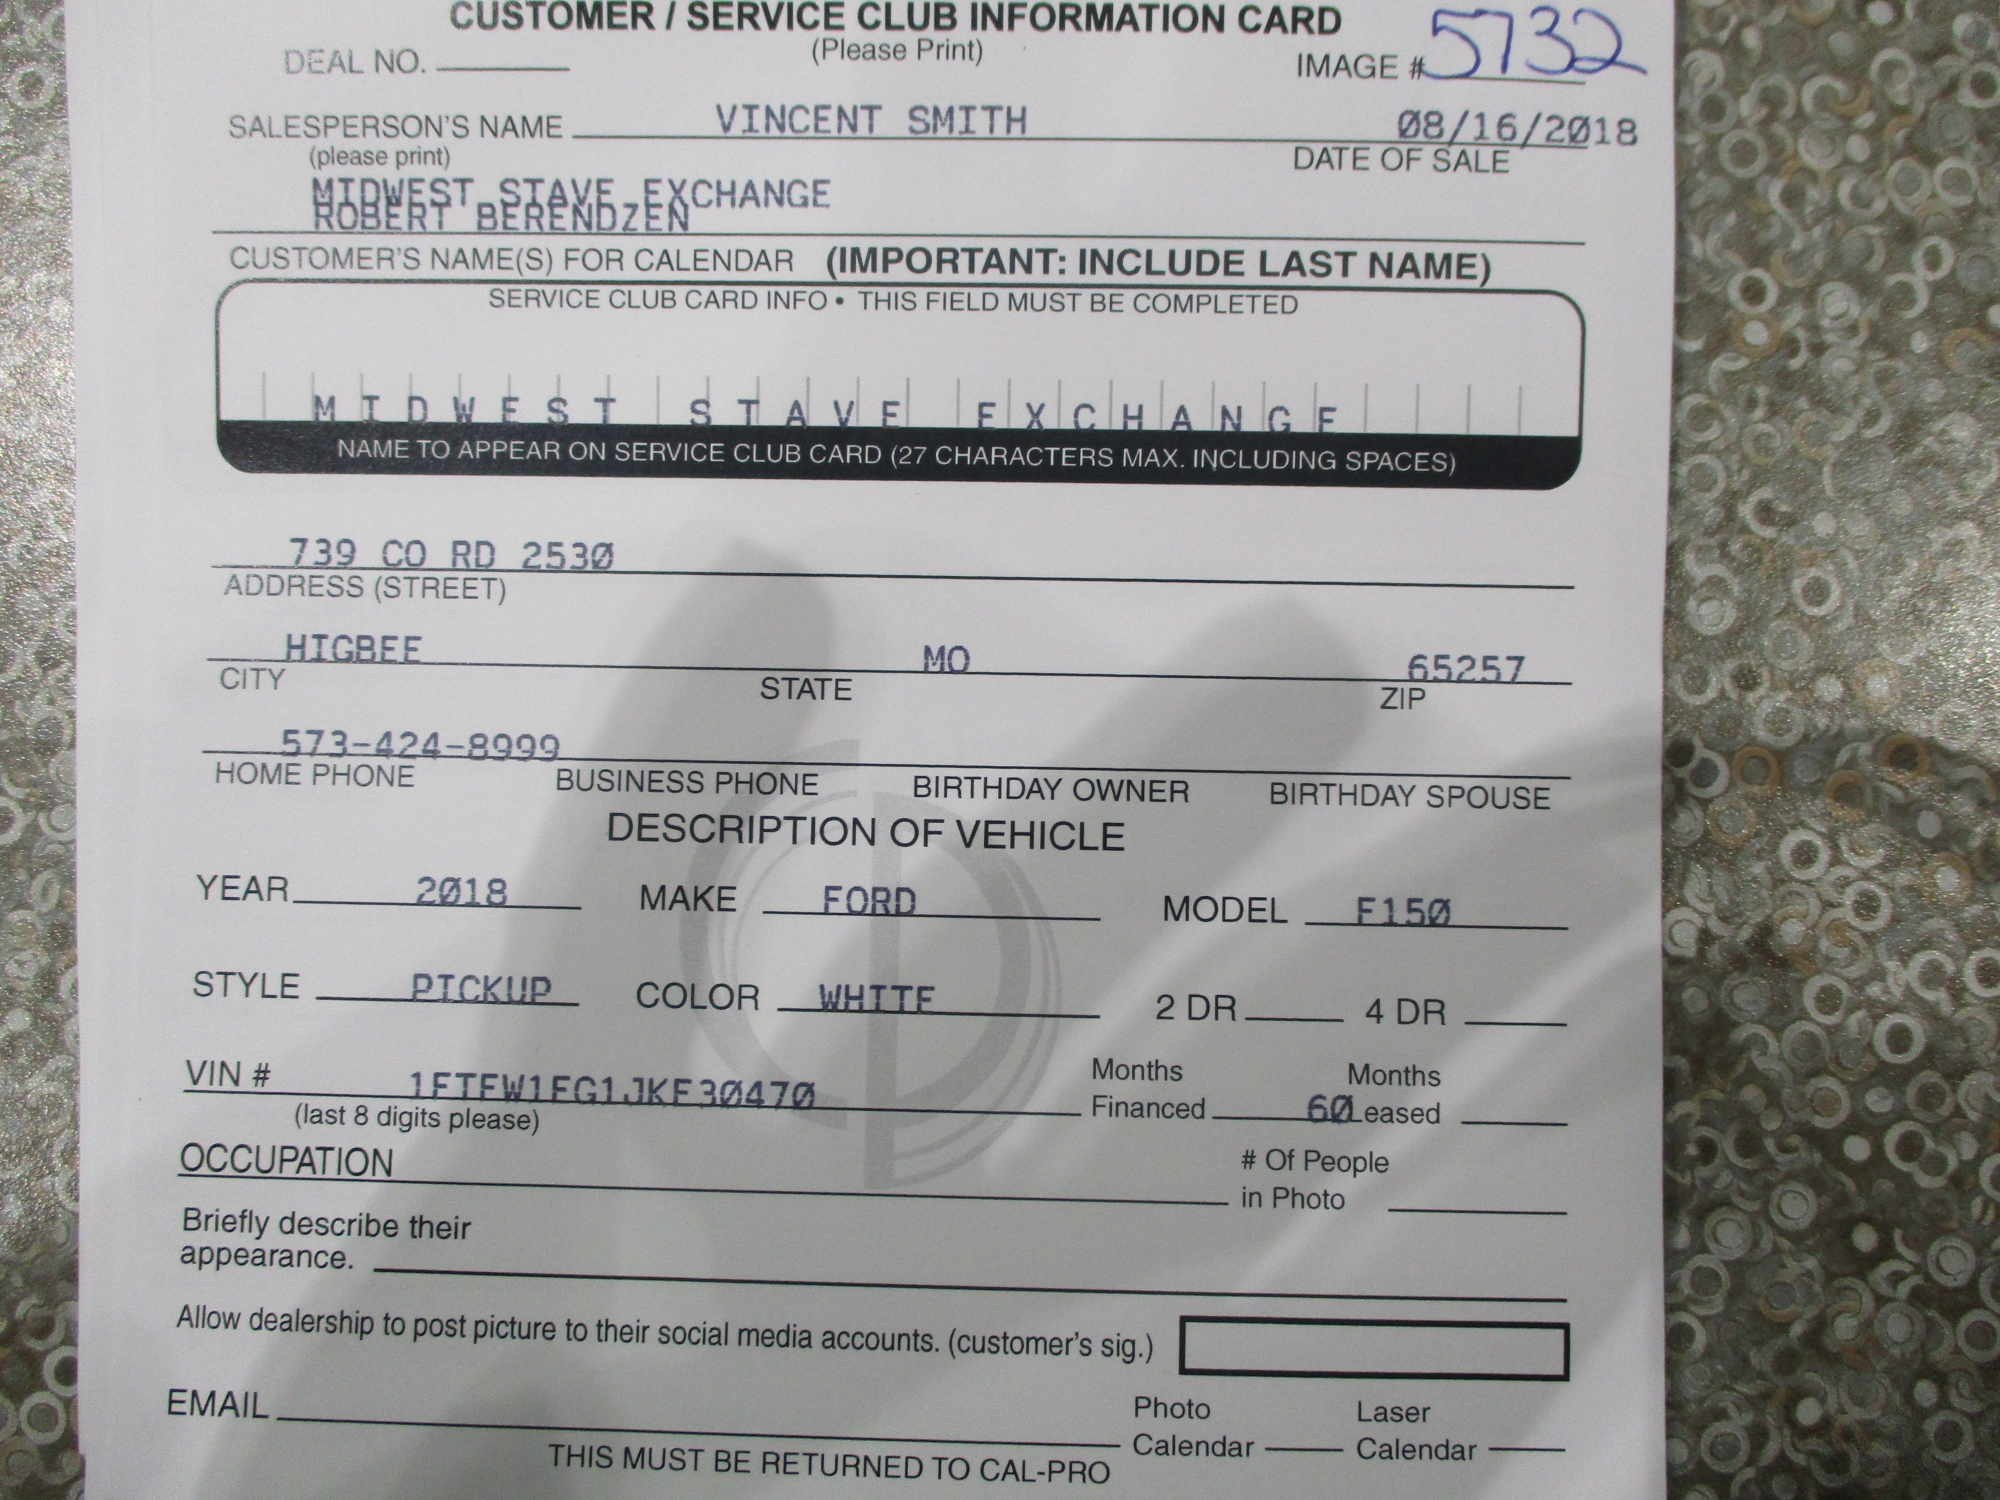 CUSTOMER / SERVICE CLUB INFORMATION CARD
(Please Print)
DEAL NO. IMAGE # 5732
SALESPERSON'S NAME VINCENT SMITH 08/16/2018
(please print) DATE OF SALE
MIDWEST STAVE EXCHANGE
ROBERT BERENDZEN
CUSTOMER'S NAME(S) FOR CALENDAR (IMPORTANT: INCLUDE LAST NAME)
SERVICE CLUB CARD INFO • THIS FIELD MUST BE COMPLETED
MIDWEST STAVE EXCHANGE
NAME TO APPEAR ON SERVICE CLUB CARD (27 CHARACTERS MAX. INCLUDING SPACES)
739 CO RD 2530
ADDRESS (STREET)
HIGBEE MO 65257
CITY STATE ZIP
573-424-8999
HOME PHONE BUSINESS PHONE BIRTHDAY OWNER BIRTHDAY SPOUSE
DESCRIPTION OF VEHICLE
YEAR 2018 MAKE FORD MODEL F150
STYLE PICKUP COLOR WHITE 2 DR 4 DR
VIN # 1FTFW1EG1JKE30470 Months Financed 60 Months Leased
(last 8 digits please)
OCCUPATION # Of People in Photo
Briefly describe their
appearance.
Allow dealership to post picture to their social media accounts. (customer's sig.)
EMAIL Photo Calendar Laser Calendar
THIS MUST BE RETURNED TO CAL-PRO